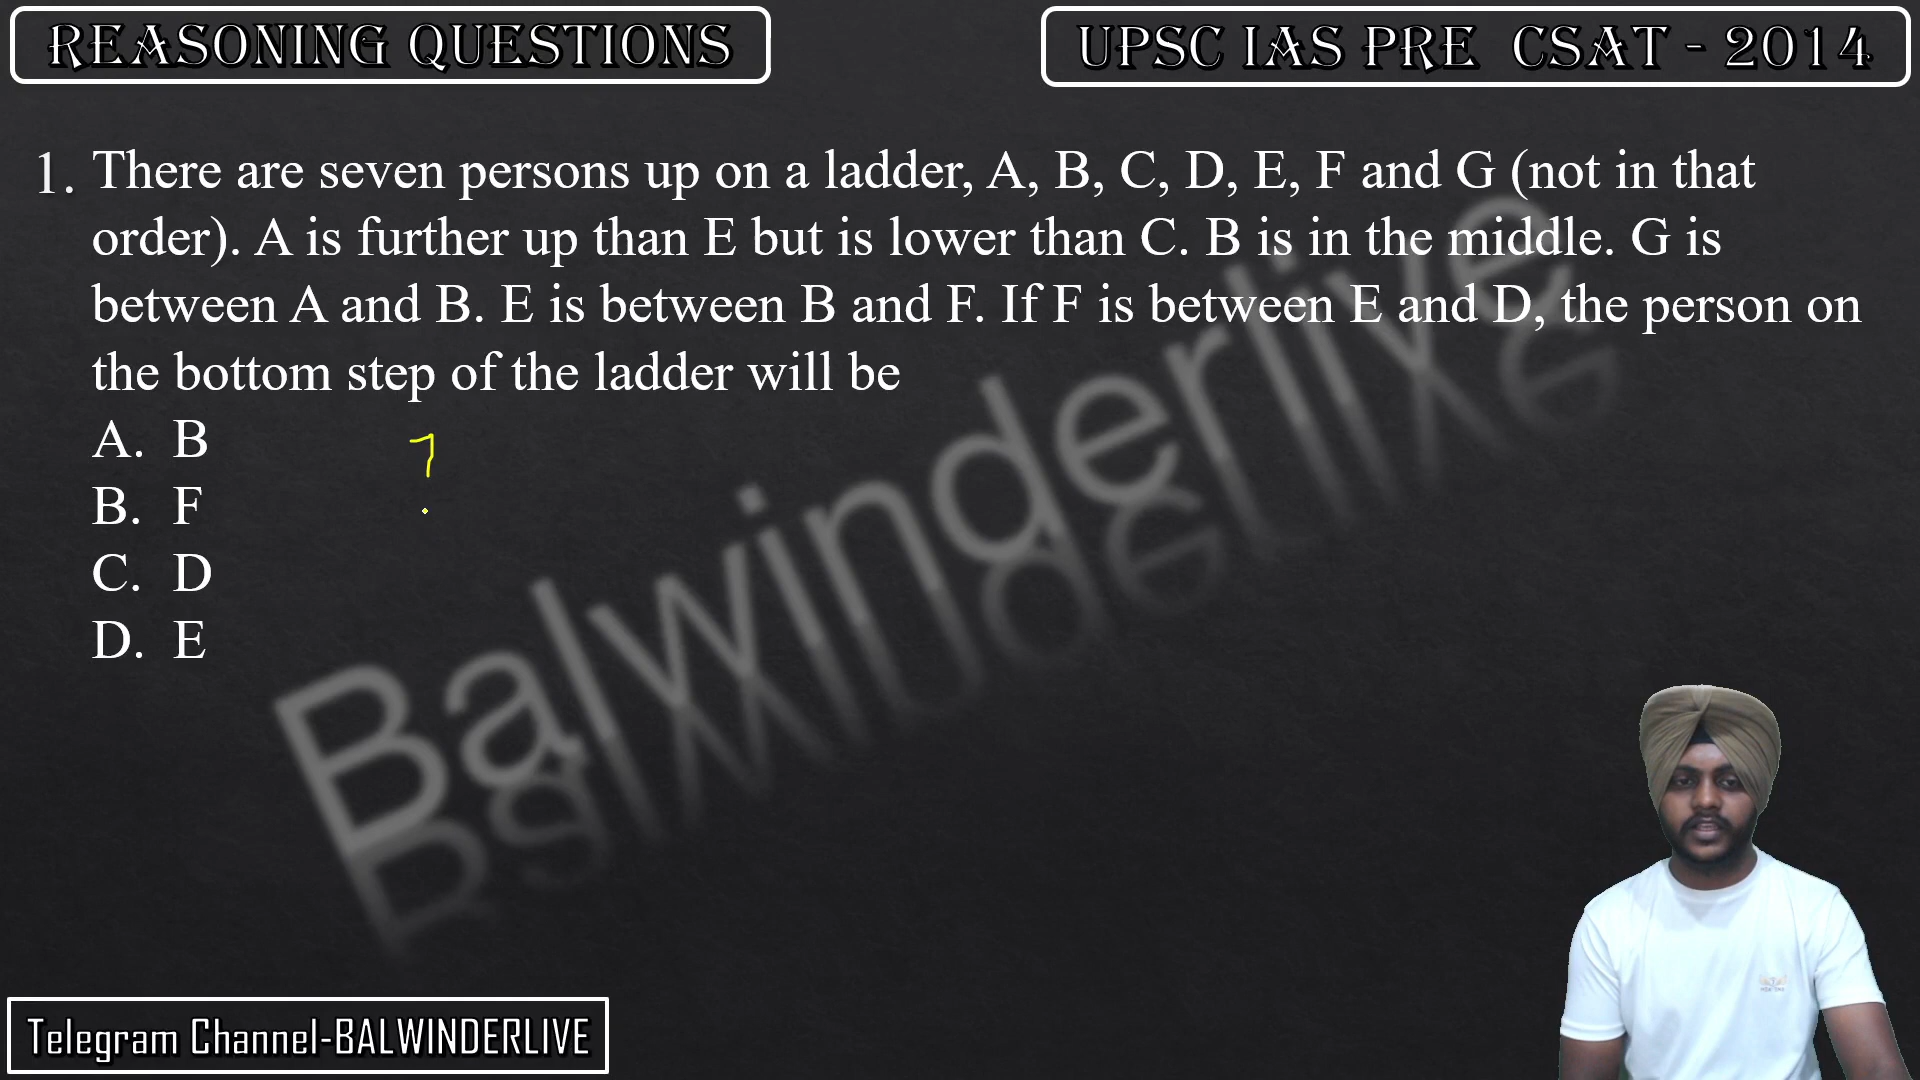 REASONING QUESTIONS
UPSC IAS PRE CSAT - 2014
1. There are seven persons up on a ladder, A, B, C, D, E, F and G (not in that
order). A is further up than E but is lower than C. B is in the middle. G is
between A and B. E is between B and F. If F is between E and D, the person on
the bottom step of the ladder will be
A. B
B. F
C. D
D. E
7
Balwinderlive
Telegram Channel-BALWINDERLIVE